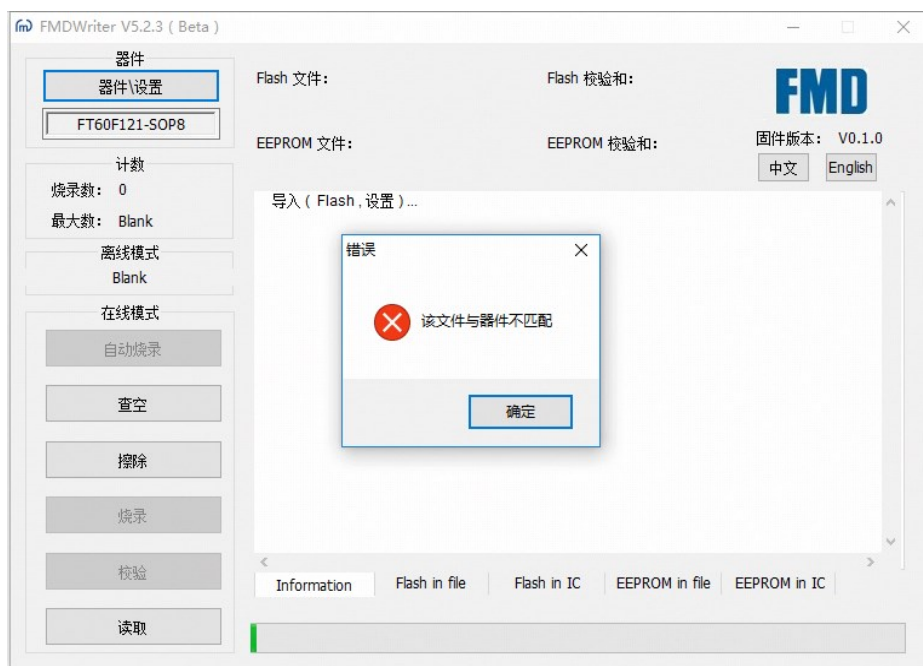 FMDWriter V5.2.3 ( Beta )
器件
器件\设置
FT60F121-SOP8
计数
烧录数： 0
最大数： Blank
离线模式
Blank
在线模式
自动烧录
查空
擦除
烧录
校验
读取
Flash 文件：
Flash 校验和：
EEPROM 文件：
EEPROM 校验和：
FMD
固件版本： V0.1.0
中文 English
导入 ( Flash , 设置 ) ...
错误
该文件与器件不匹配
确定
Information Flash in file Flash in IC EEPROM in file EEPROM in IC